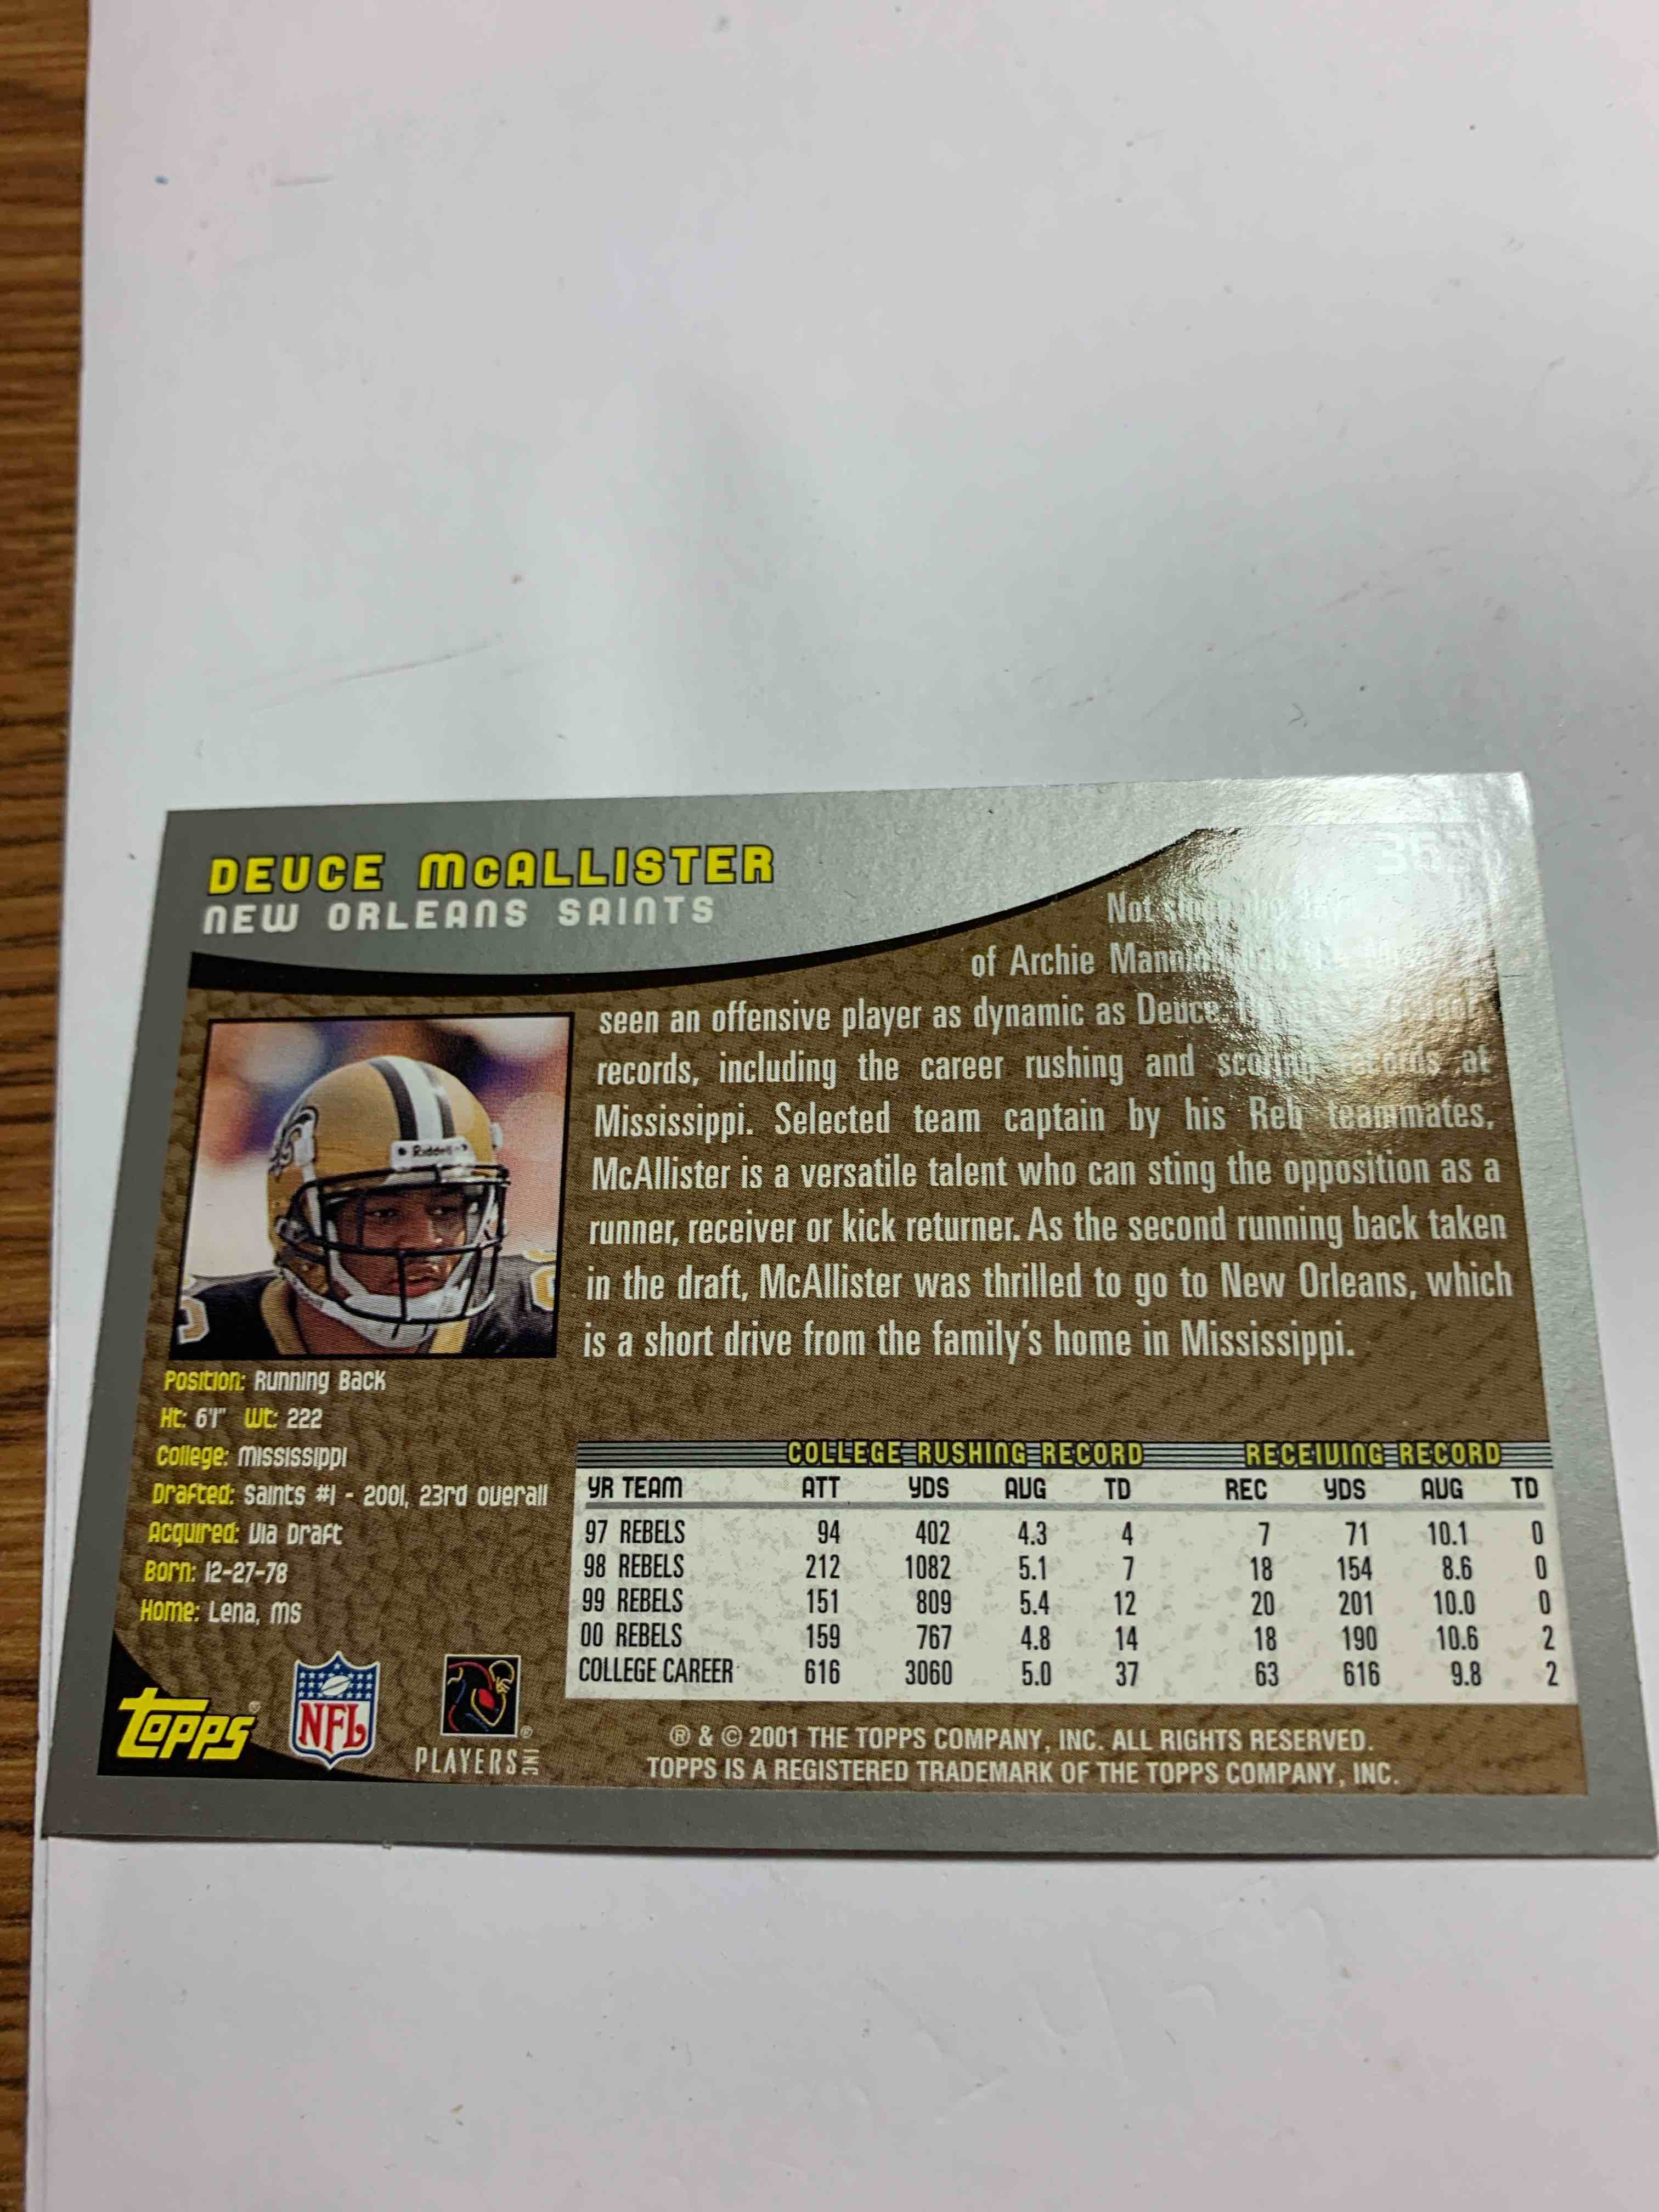 DEUCE McALLISTER
NEW ORLEANS SAINTS
Not
of Archie
seen an offensive player as dynamic as Deuce.
records, including the career rushing and at
Mississippi. Selected team captain by his Reb teammates,
McAllister is a versatile talent who can sting the opposition as a
runner, receiver or kick returner. As the second running back taken
in the draft, McAllister was thrilled to go to New Orleans, which
is a short drive from the family's home in Mississippi.
Riddell
Position: Running Back
Ht: 6'1" Wt: 222
College: Mississippi
Drafted: Saints #1 - 2001, 23rd overall
Acquired: Via Draft
Born: 12-27-78
Home: Lena, MS
COLLEGE RUSHING RECORD RECEIVING RECORD
YR TEAM ATT YDS AVG TD REC YDS AVG TD
97 REBELS 94 402 4.3 4 7 71 10.1 0
98 REBELS 212 1082 5.1 7 18 154 8.6 0
99 REBELS 151 809 5.4 12 20 201 10.0 0
00 REBELS 159 767 4.8 14 18 190 10.6 2
COLLEGE CAREER 616 3060 5.0 37 63 616 9.8 2
Topps® NFL PLAYERS INC ®
® & © 2001 THE TOPPS COMPANY, INC. ALL RIGHTS RESERVED.
TOPPS IS A REGISTERED TRADEMARK OF THE TOPPS COMPANY, INC.